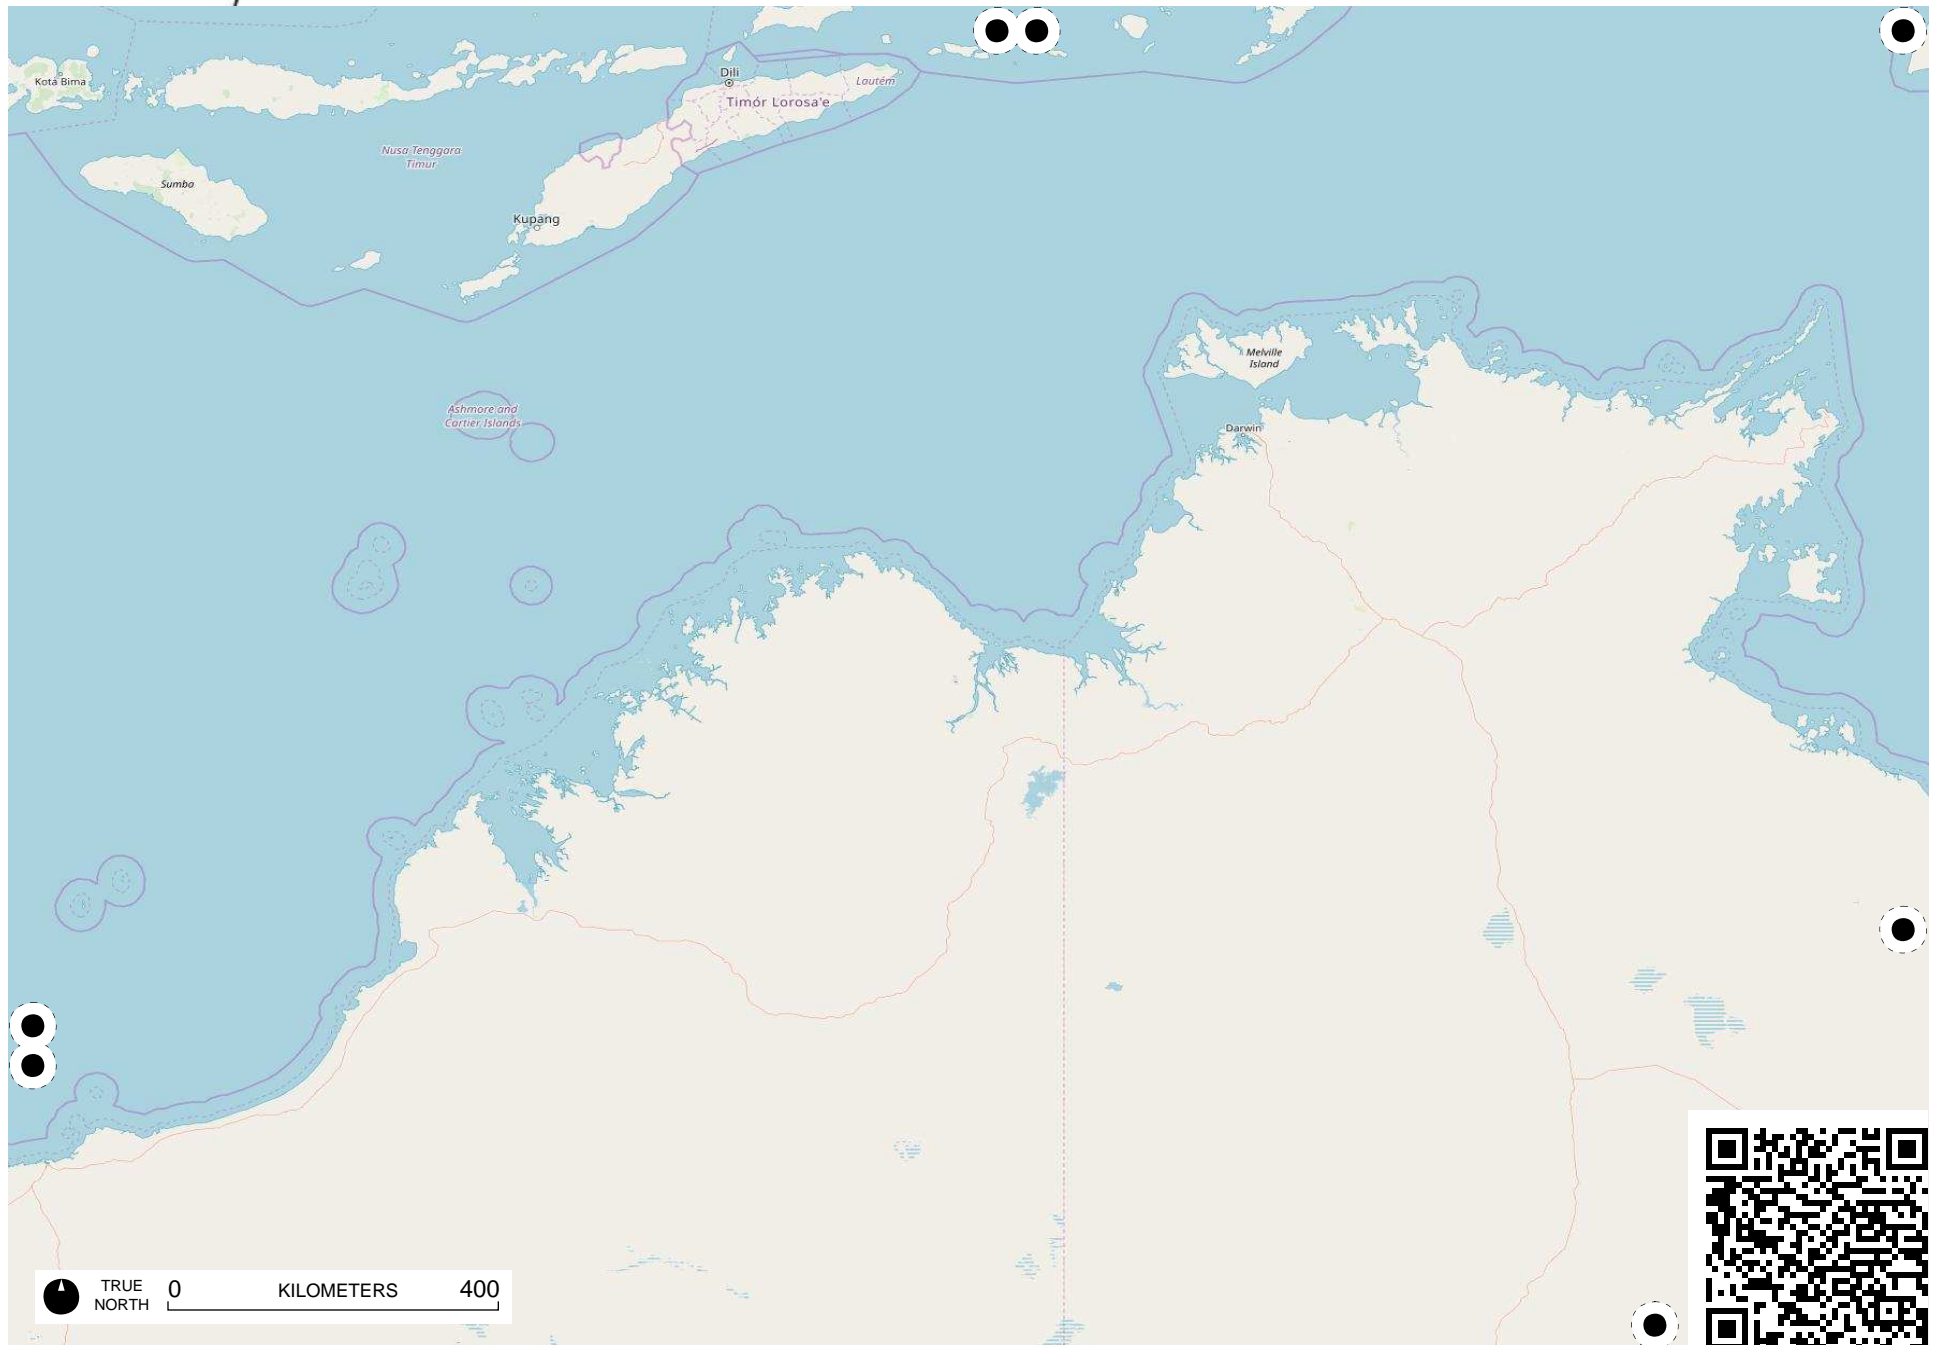 Kota Bima
Dili
Lautém
Timór Lorosa'e
Nusa Tenggara
Timur
Sumba
Kupang
Melville
Island
Ashmore and
Cartier Islands
Darwin
TRUE
NORTH
0
KILOMETERS
400